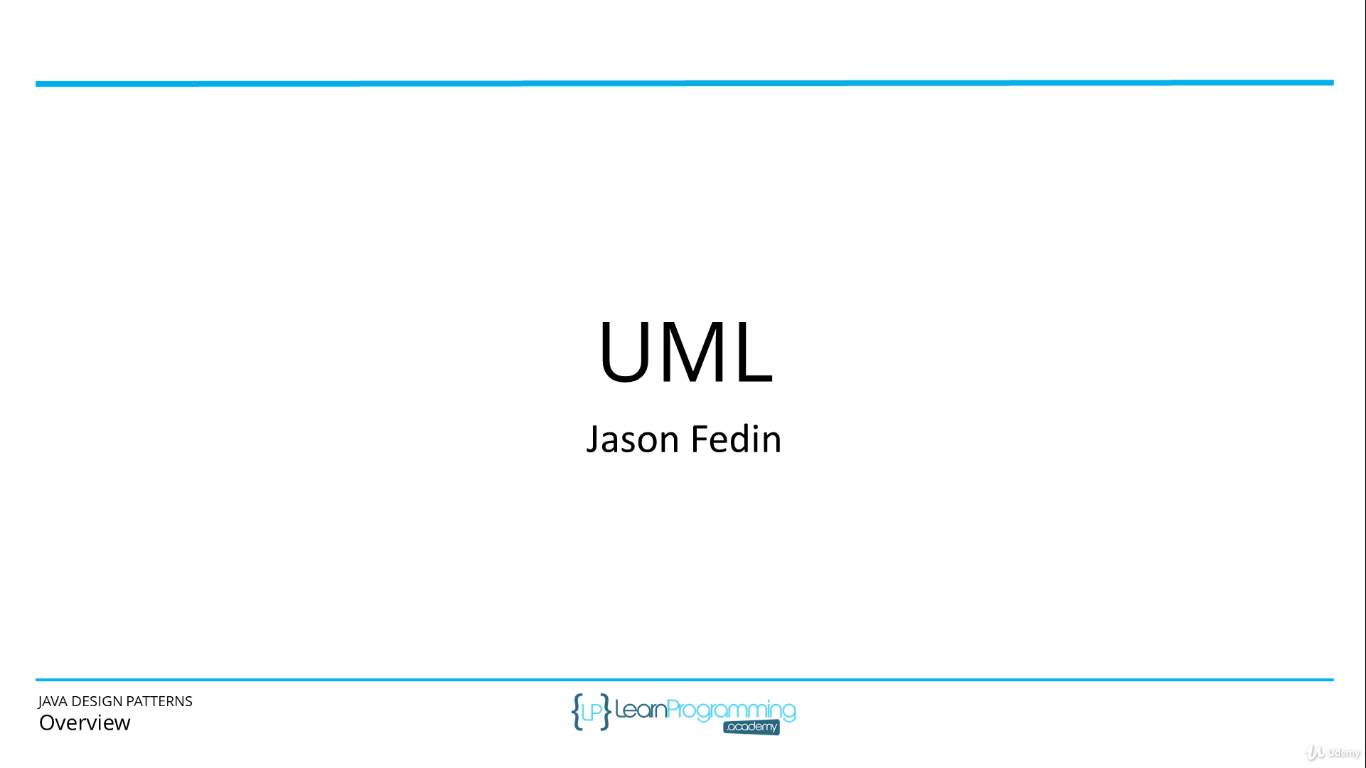 UML
Jason Fedin
JAVA DESIGN PATTERNS
Overview
{LP} LearnProgramming
.academy
Udemy